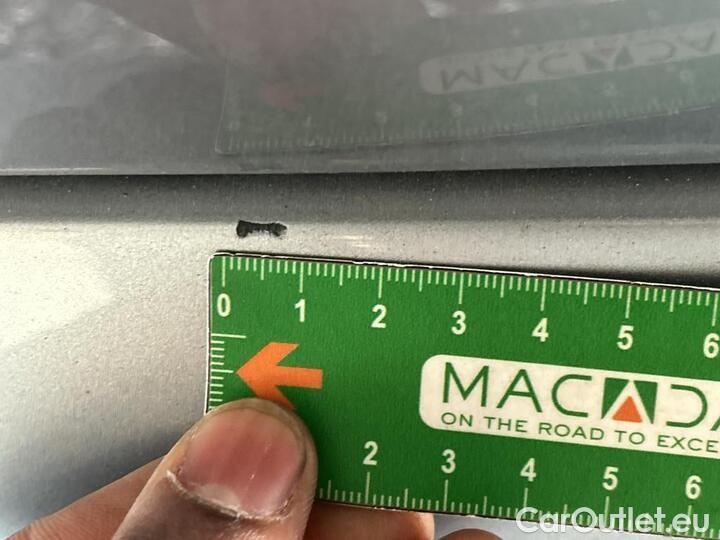 0 1 2 3 4 5 6
MACADA
ON THE ROAD TO EXCE
2 3 4 5 6
CarOutlet.eu